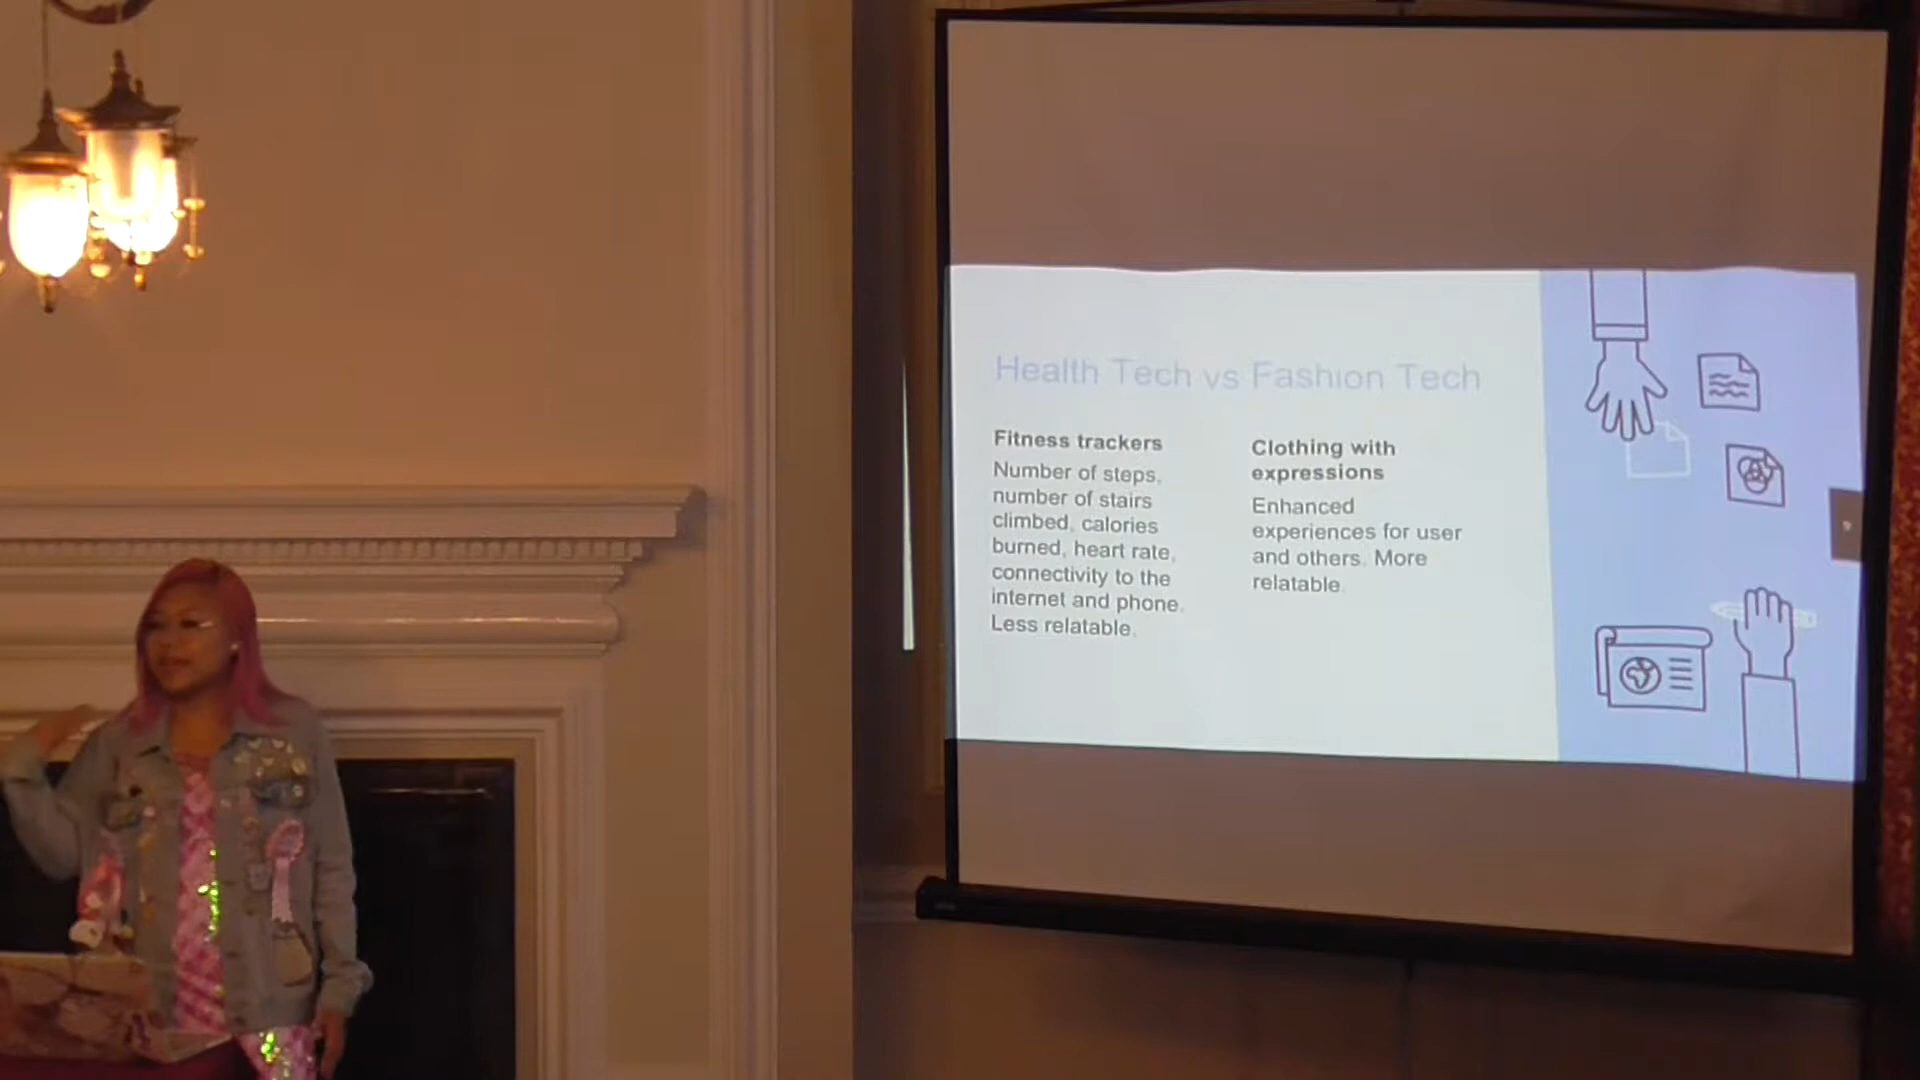 Health Tech vs Fashion Tech
Fitness trackers
Number of steps,
number of stairs
climbed, calories
burned, heart rate,
connectivity to the
internet and phone.
Less relatable.
Clothing with
expressions
Enhanced
experiences for user
and others. More
relatable.